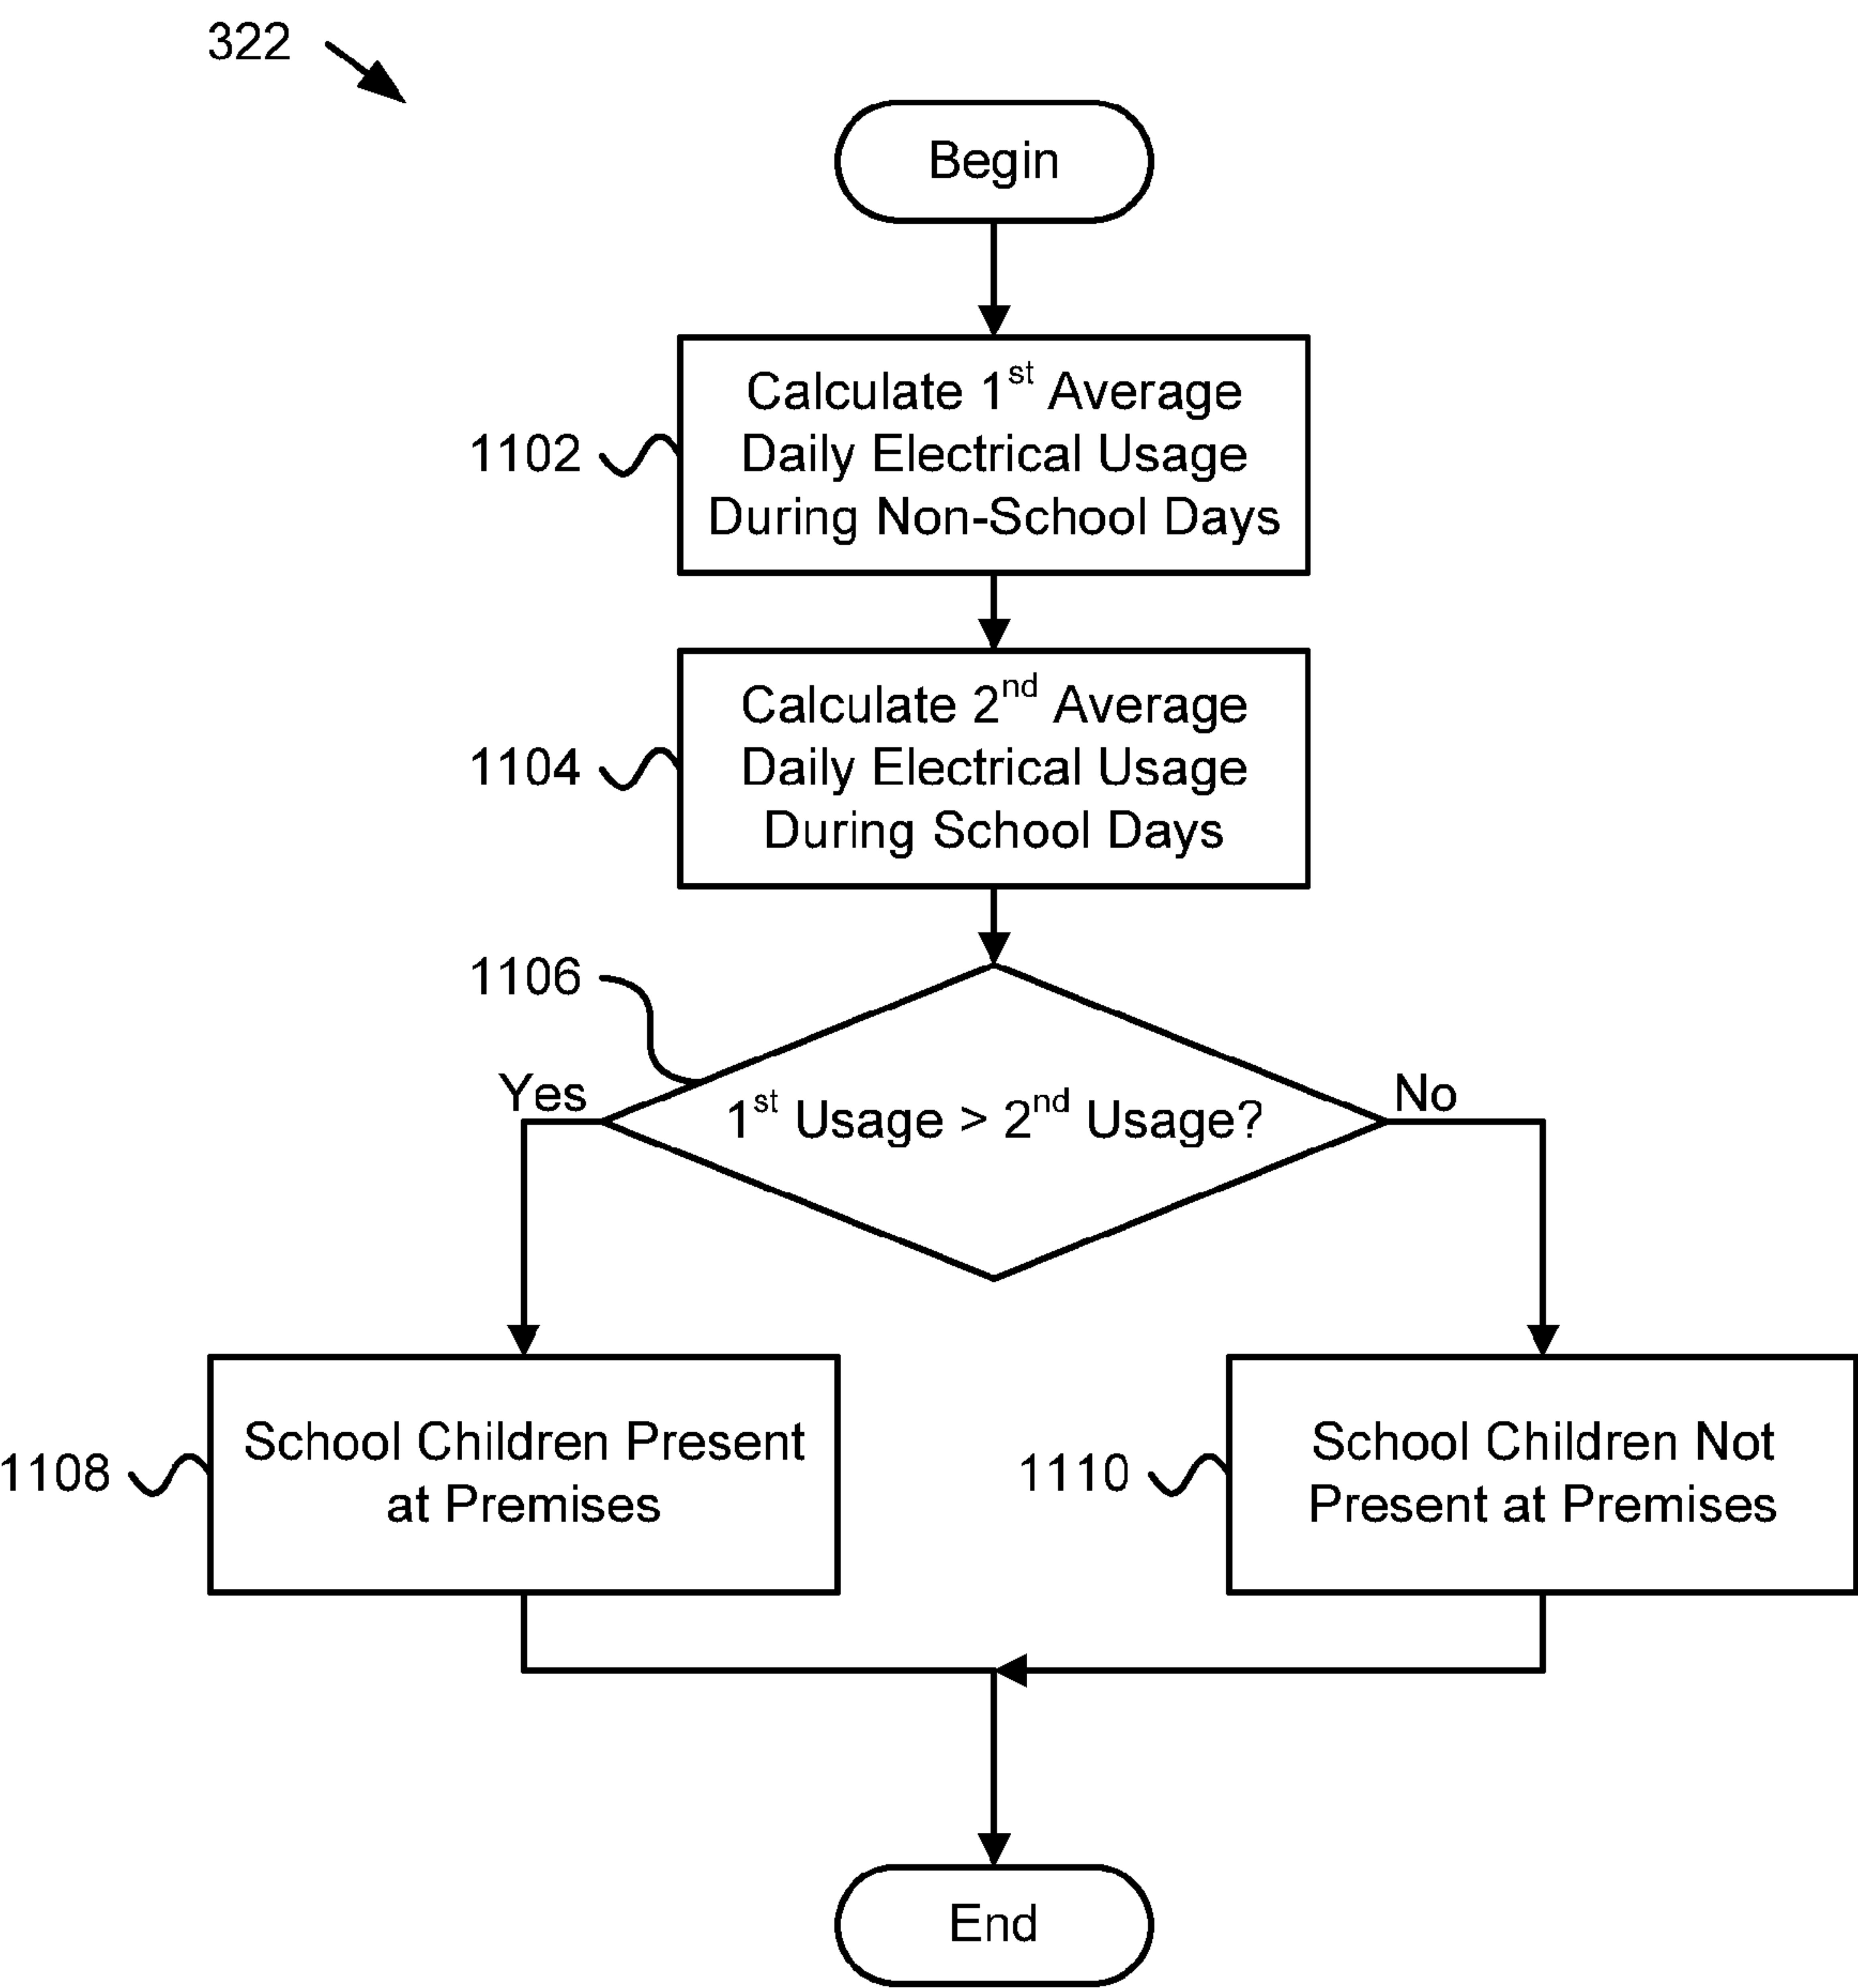 322
Begin
1102
Calculate 1st Average
Daily Electrical Usage
During Non-School Days
1104
Calculate 2nd Average
Daily Electrical Usage
During School Days
1106
Yes
1st Usage > 2nd Usage?
No
1108
School Children Present
at Premises
1110
School Children Not
Present at Premises
End